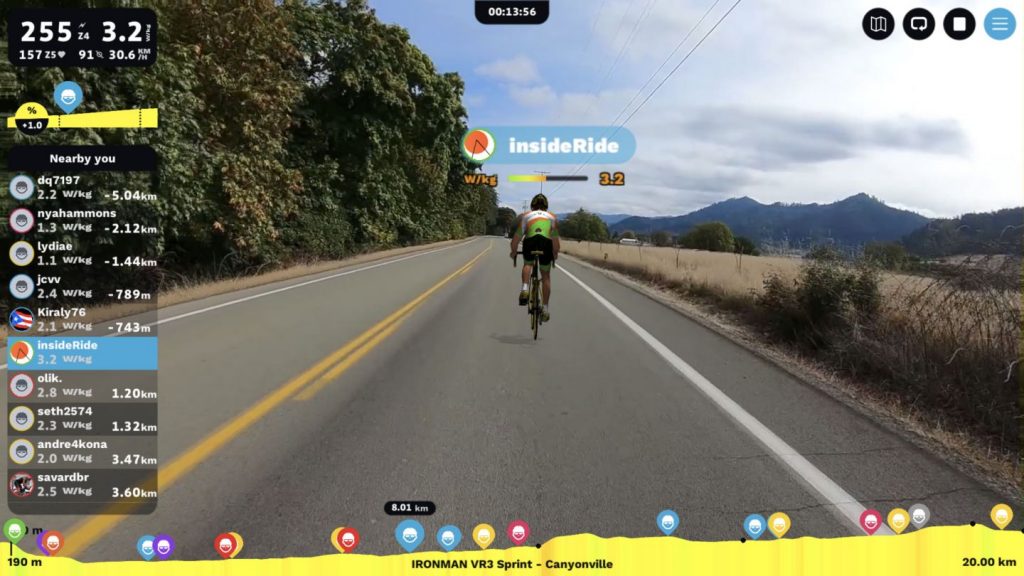 255 Z4 3.2 W/kg
157 Z5 91 30.6 KM/H
00:13:56
%
+1.0
Nearby you
dq7197
2.2 W/kg -5.04km
nyahammons
1.3 W/kg -2.12km
lydiae
1.1 W/kg -1.44km
jcvv
2.4 W/kg -789m
Kiraly76
2.1 W/kg -743m
insideRide
3.2 W/kg
olik.
2.8 W/kg 1.20km
seth2574
2.3 W/kg 1.32km
andre4kona
2.0 W/kg 3.47km
savardbr
2.5 W/kg 3.60km
insideRide
W/kg 3.2
8.01 km
m
190 m
IRONMAN VR3 Sprint - Canyonville
20.00 km